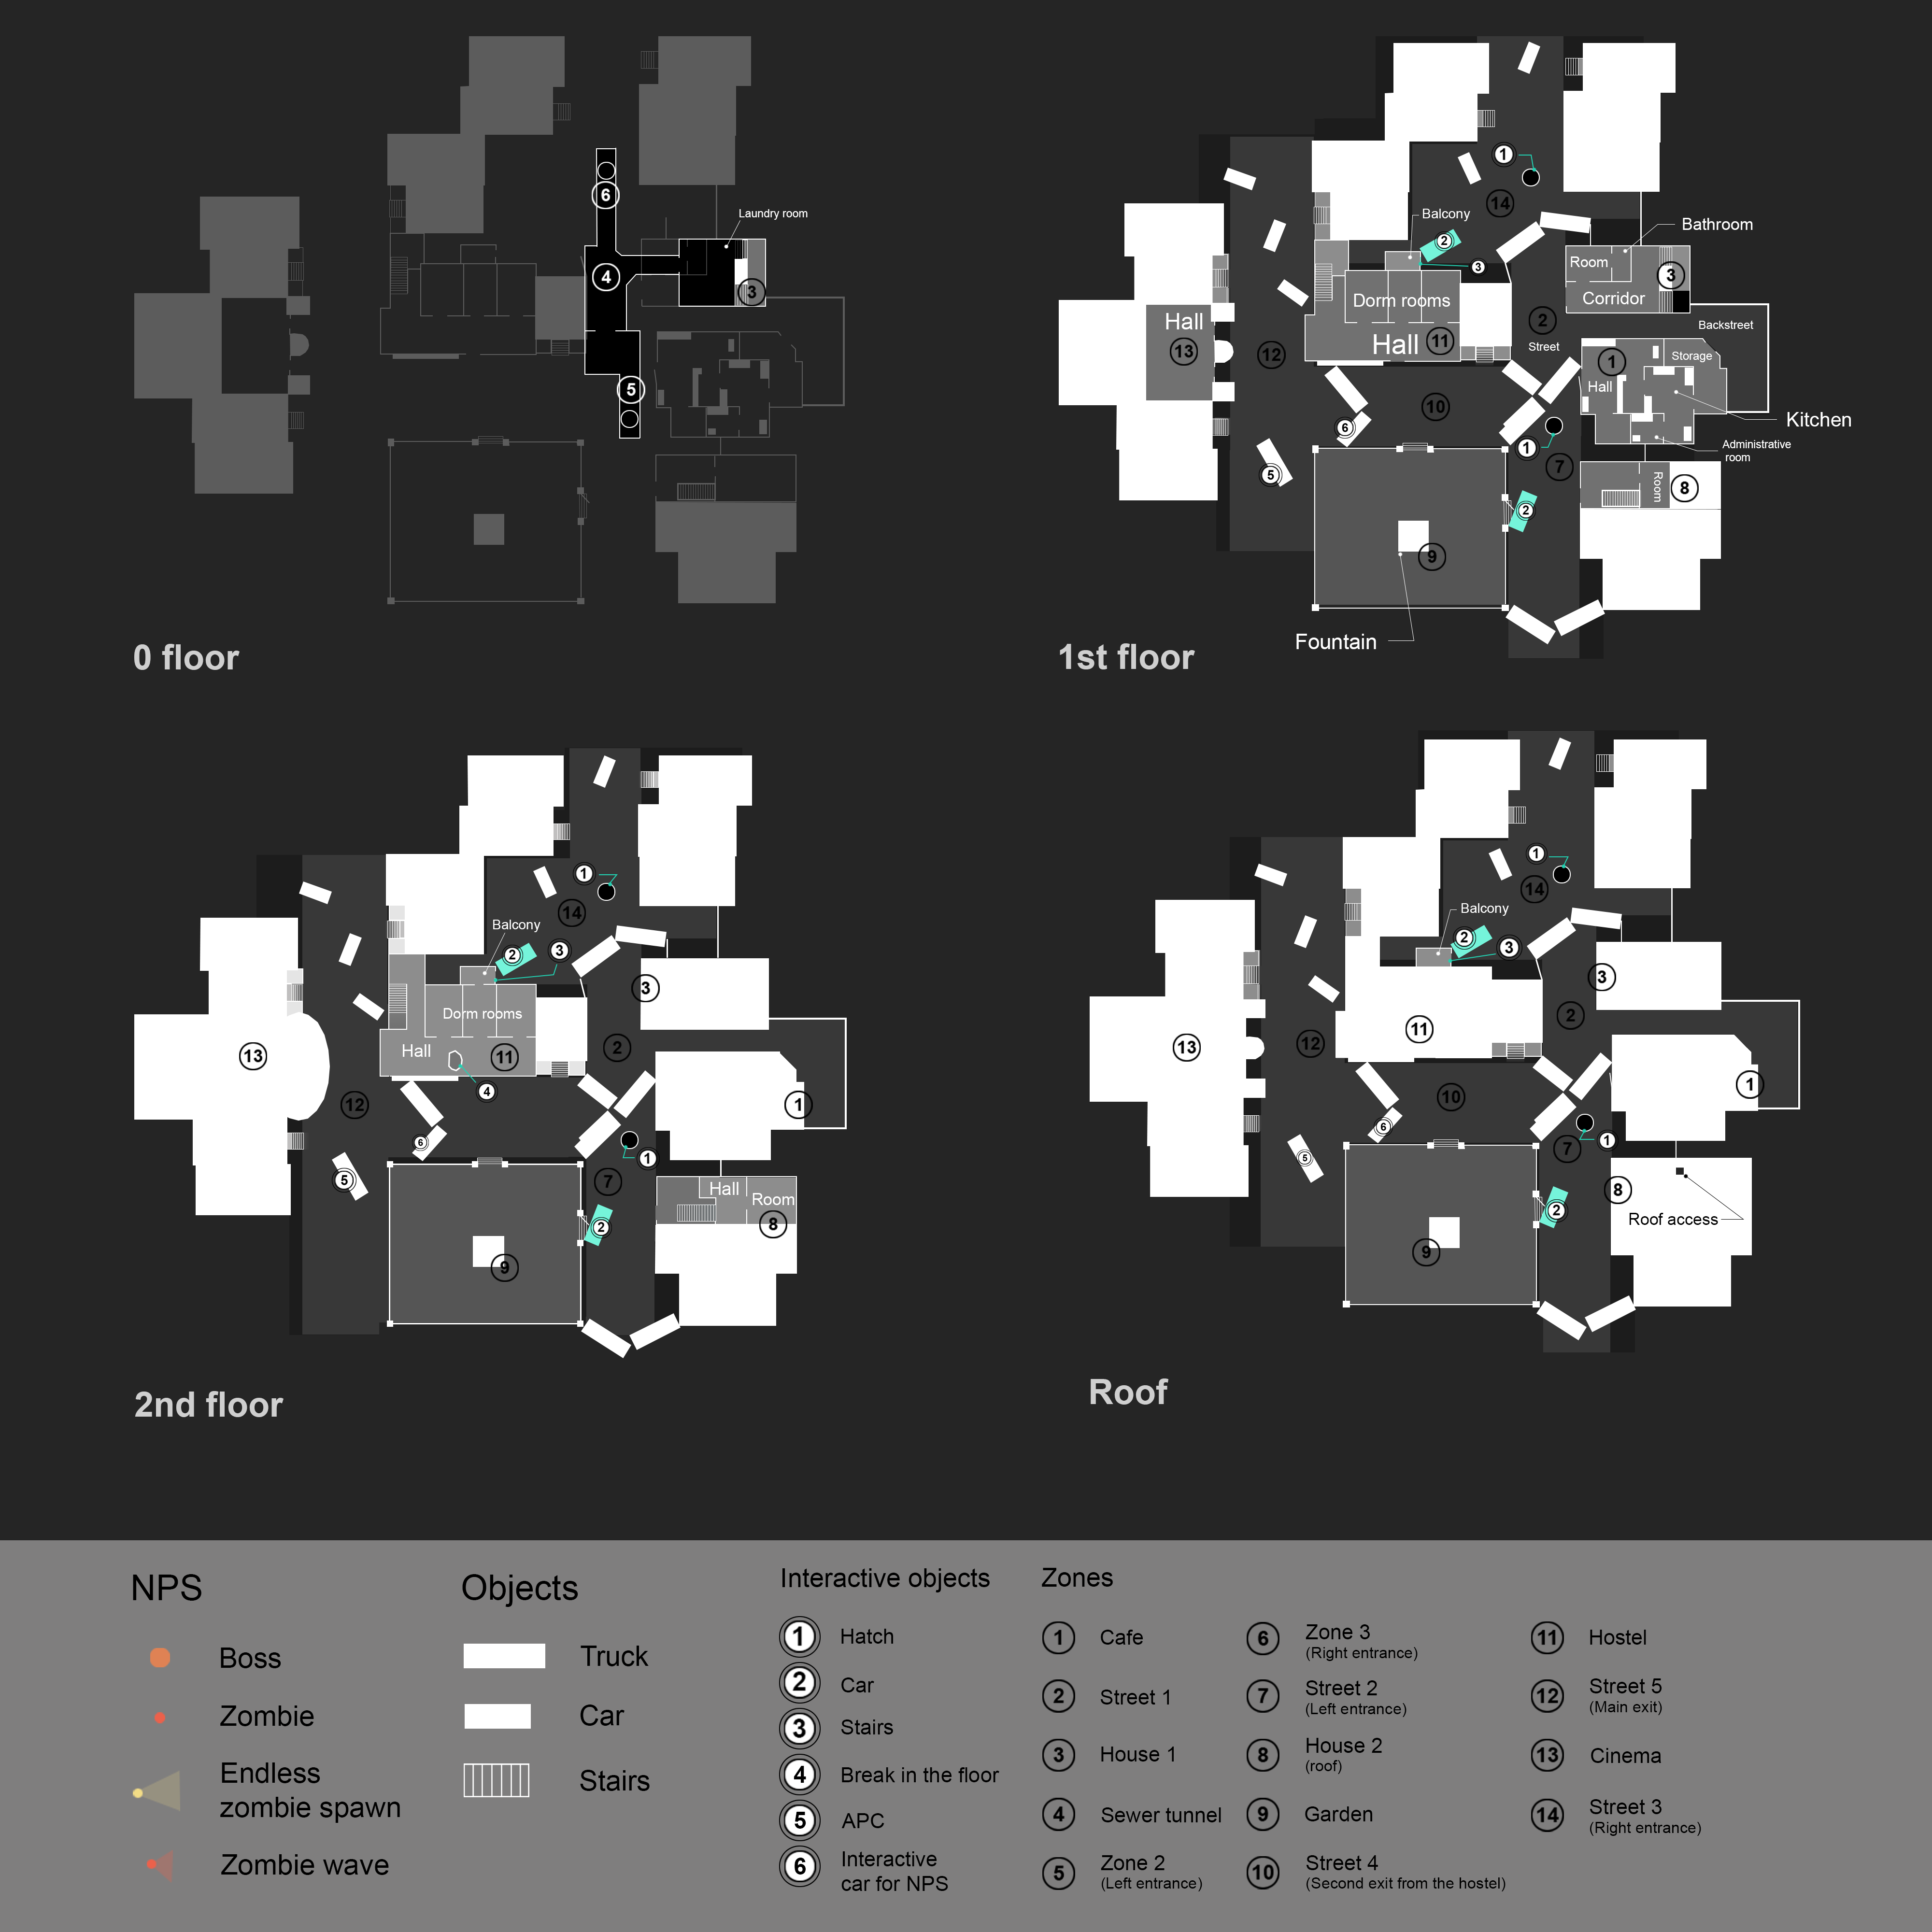 6
Laundry room
4
3
5
0 floor
1
14
Balcony
2
3
Bathroom
Room
3
Corridor
Dorm rooms
Hall
13
12
Hall
11
2
Street
Backstreet
1
Storage
Hall
10
6
Kitchen
1
7
Administrative
room
5
Room
8
2
9
Fountain
1st floor
1
14
Balcony
2
3
3
Dorm rooms
Hall
11
2
13
4
12
1
6
1
5
7
Hall
Room
8
2
9
2nd floor
1
14
Balcony
2
3
3
2
11
13
12
1
10
6
1
7
5
8
Roof access
2
9
Roof
NPS
Boss
Zombie
Endless
zombie spawn
Zombie wave
Objects
Truck
Car
Stairs
Interactive objects
1 Hatch
2 Car
3 Stairs
4 Break in the floor
5 APC
6 Interactive
car for NPS
Zones
1 Cafe
2 Street 1
3 House 1
4 Sewer tunnel
5 Zone 2
(Left entrance)
6 Zone 3
(Right entrance)
7 Street 2
(Left entrance)
8 House 2
(roof)
9 Garden
10 Street 4
(Second exit from the hostel)
11 Hostel
12 Street 5
(Main exit)
13 Cinema
14 Street 3
(Right entrance)